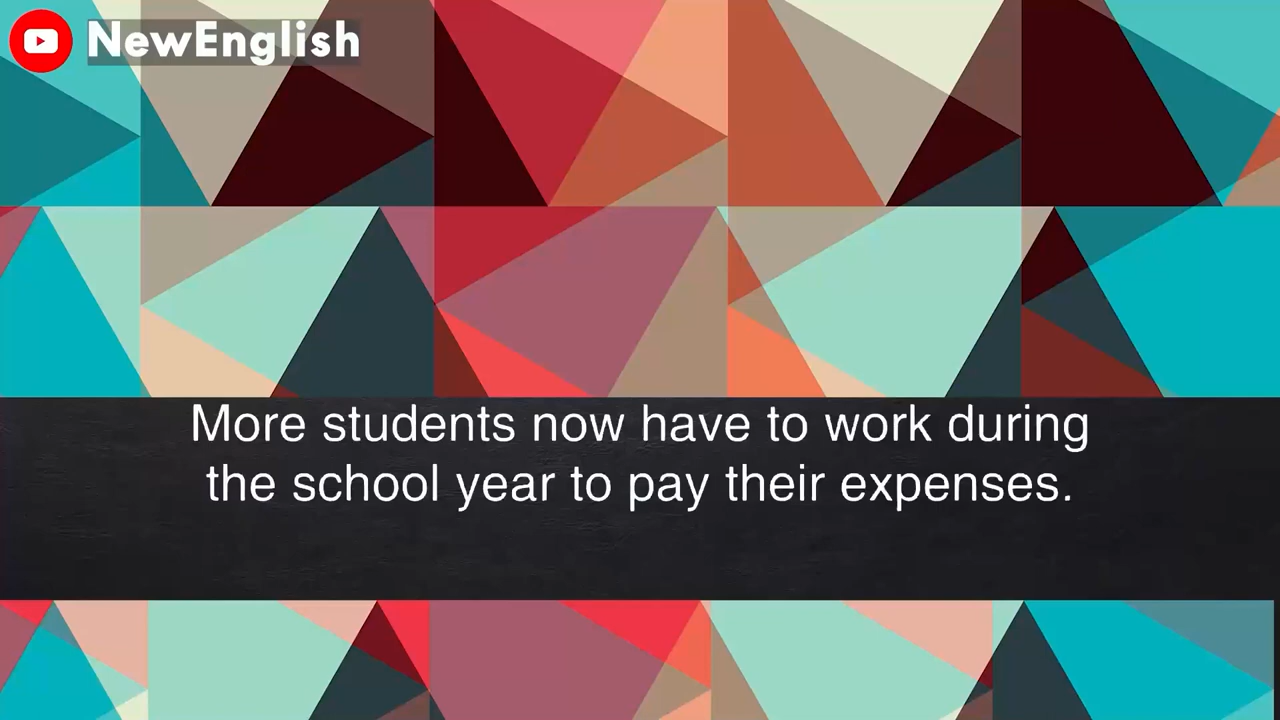 NewEnglish
More students now have to work during
the school year to pay their expenses.